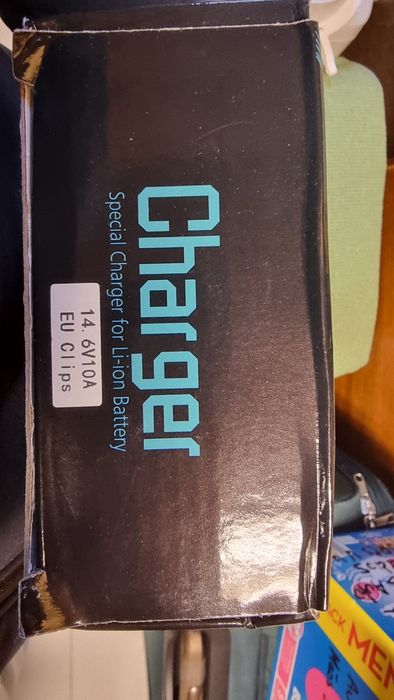 Charger
Special Charger for Li-ion Battery
14.6V10A
EU Clips